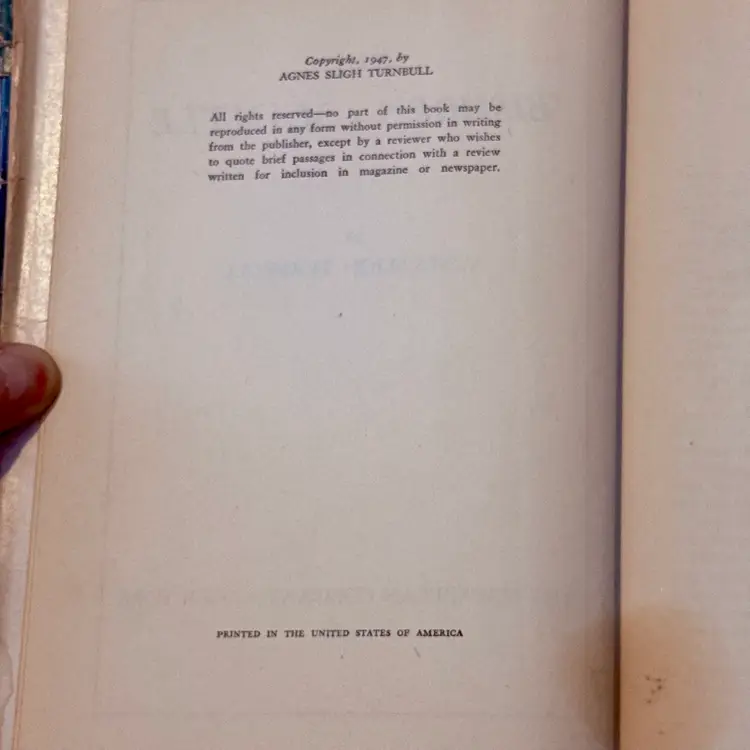 Copyright, 1947, by
AGNES SLIGH TURNBULL
All rights reserved—no part of this book may be
reproduced in any form without permission in writing
from the publisher, except by a reviewer who wishes
to quote brief passages in connection with a review
written for inclusion in magazine or newspaper.
PRINTED IN THE UNITED STATES OF AMERICA